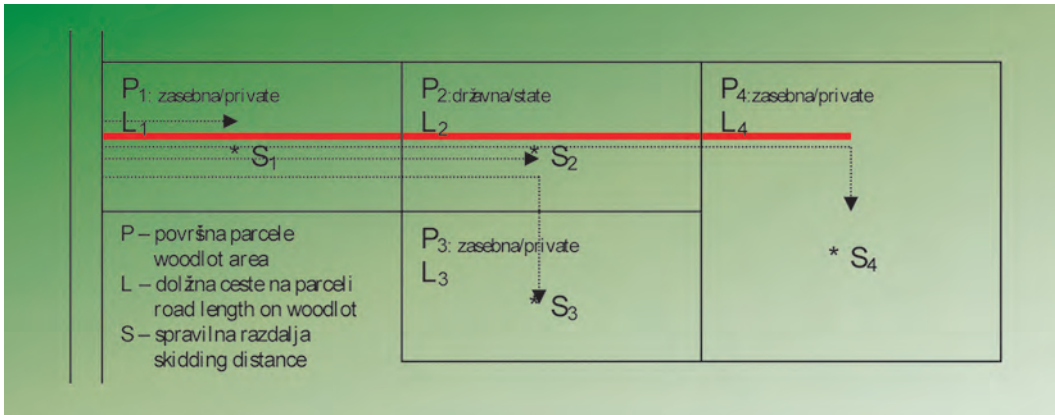 P1: zasebna/private
L1
* S1
P2:državna/state
L2
* S2
P4:zasebna/private
L4
* S4
P3: zasebna/private
L3
* S3
P – površna parcele
woodlot area
L – dolžna ceste na parceli
road length on woodlot
S – spravilna razdalja
skidding distance